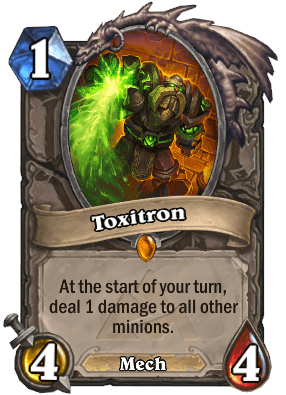 1
Toxitron
At the start of your turn,
deal 1 damage to all other
minions.
4
Mech
4